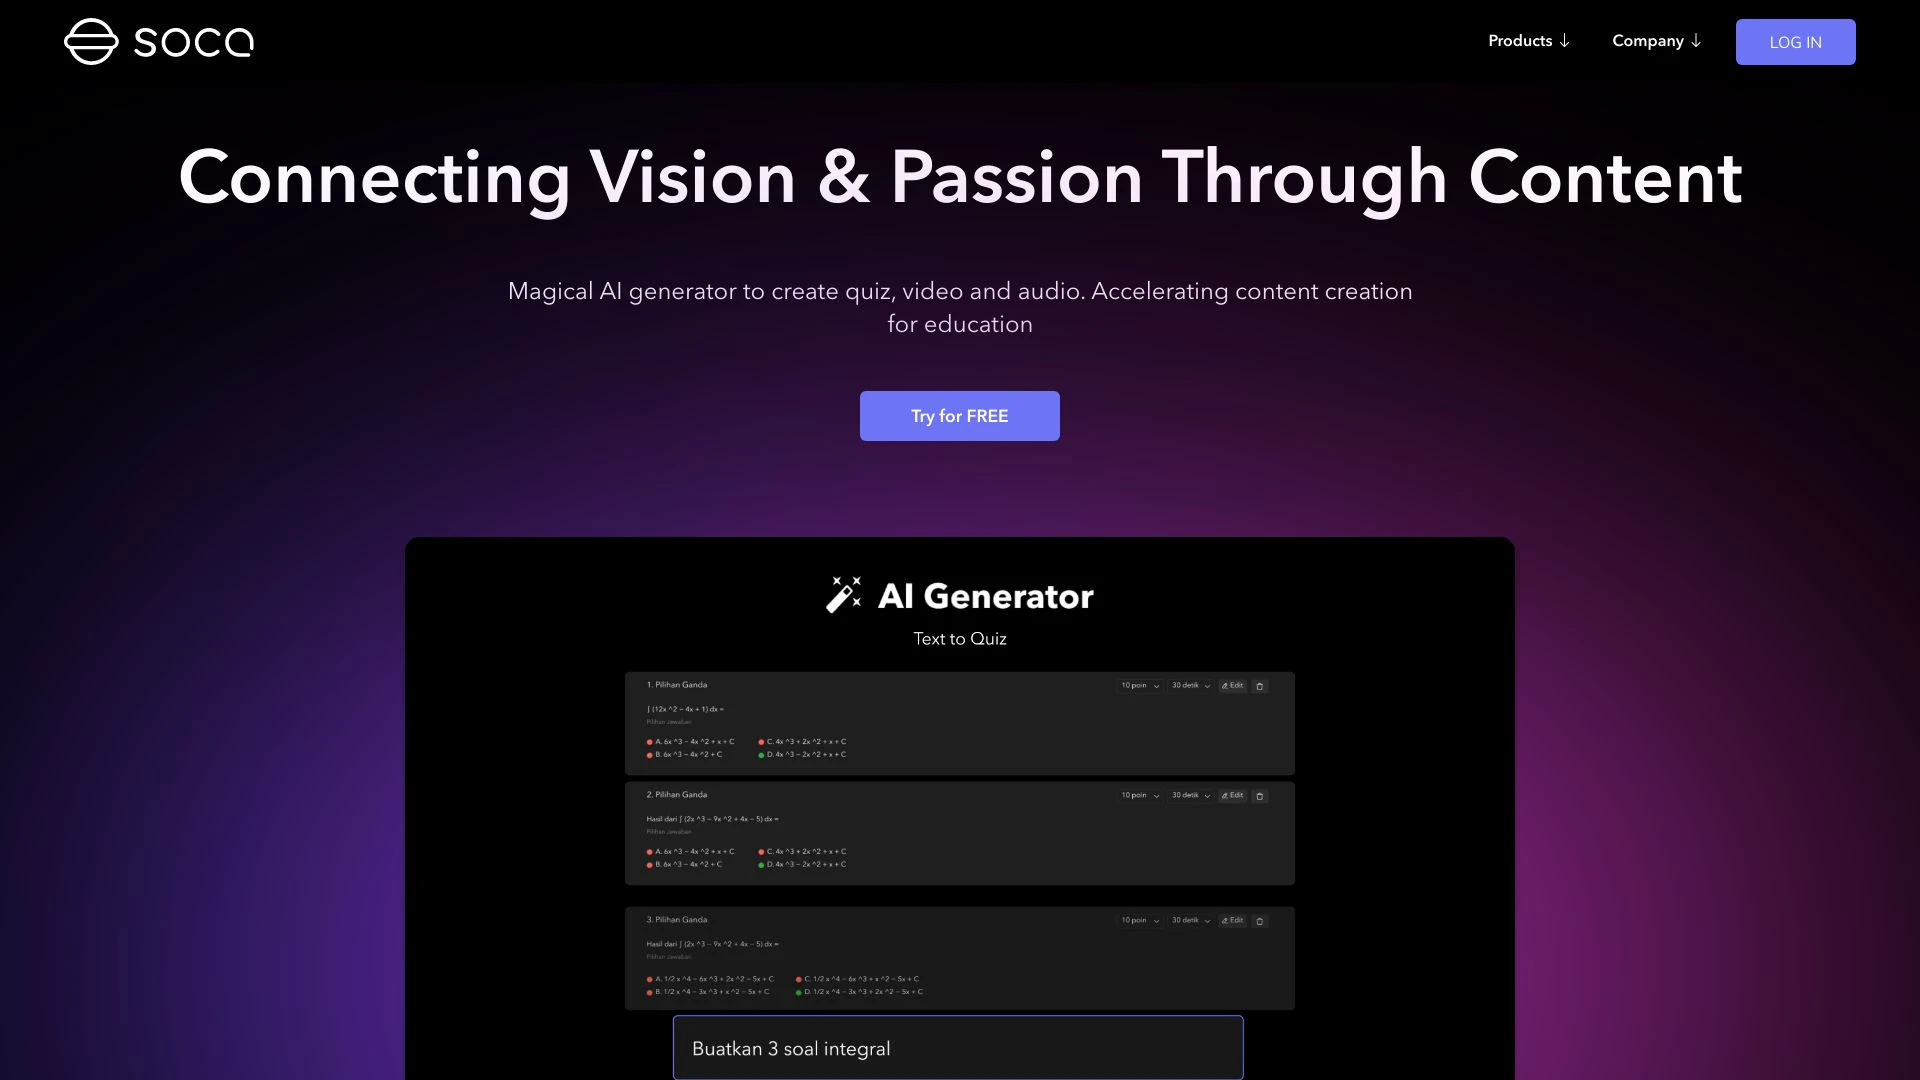 soca
Products ↓ Company ↓ LOG IN
Connecting Vision & Passion Through Content
Magical AI generator to create quiz, video and audio. Accelerating content creation
for education
Try for FREE
AI Generator
Text to Quiz
1. Pilihan Ganda 10 poin 30 detik Edit
∫ (12x ^2 − 4x + 1) dx =
Pilihan Jawaban
A. 6x ^3 − 4x ^2 + x + C C. 4x ^3 + 2x ^2 + x + C
B. 6x ^3 − 4x ^2 + C D. 4x ^3 − 2x ^2 + x + C
2. Pilihan Ganda 10 poin 30 detik Edit
Hasil dari ∫ (2x ^3 − 9x ^2 + 4x − 5) dx =
Pilihan Jawaban
A. 6x ^3 − 4x ^2 + x + C C. 4x ^3 + 2x ^2 + x + C
B. 6x ^3 − 4x ^2 + C D. 4x ^3 − 2x ^2 + x + C
3. Pilihan Ganda 10 poin 30 detik Edit
Hasil dari ∫ (2x ^3 − 9x ^2 + 4x − 5) dx =
Pilihan Jawaban
A. 1/2 x ^4 − 6x ^3 + 2x ^2 − 5x + C C. 1/2 x ^4 − 6x ^3 + x ^2 − 5x + C
B. 1/2 x ^4 − 3x ^3 + x ^2 − 5x + C D. 1/2 x ^4 − 3x ^3 + 2x ^2 − 5x + C
Buatkan 3 soal integral